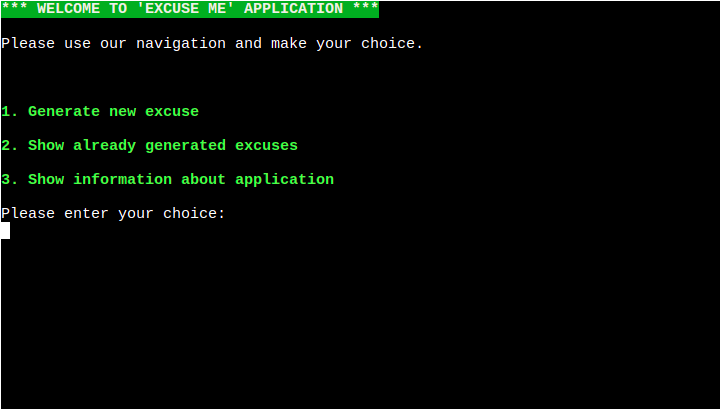 *** WELCOME TO 'EXCUSE ME' APPLICATION ***
Please use our navigation and make your choice.
1. Generate new excuse
2. Show already generated excuses
3. Show information about application
Please enter your choice: